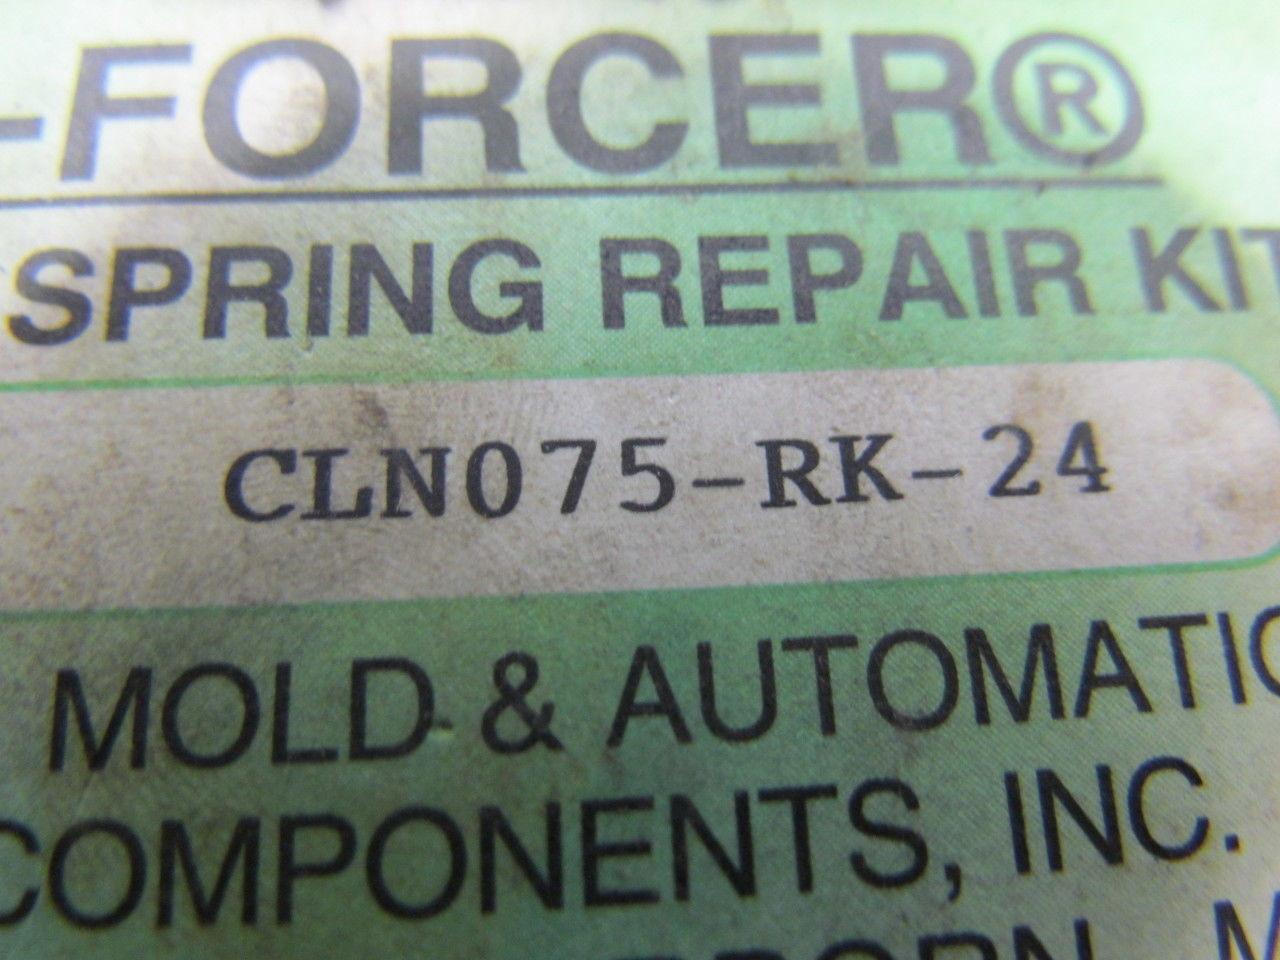 -FORCER®
SPRING REPAIR KIT
CLN075-RK-24
MOLD & AUTOMATIC
COMPONENTS, INC.